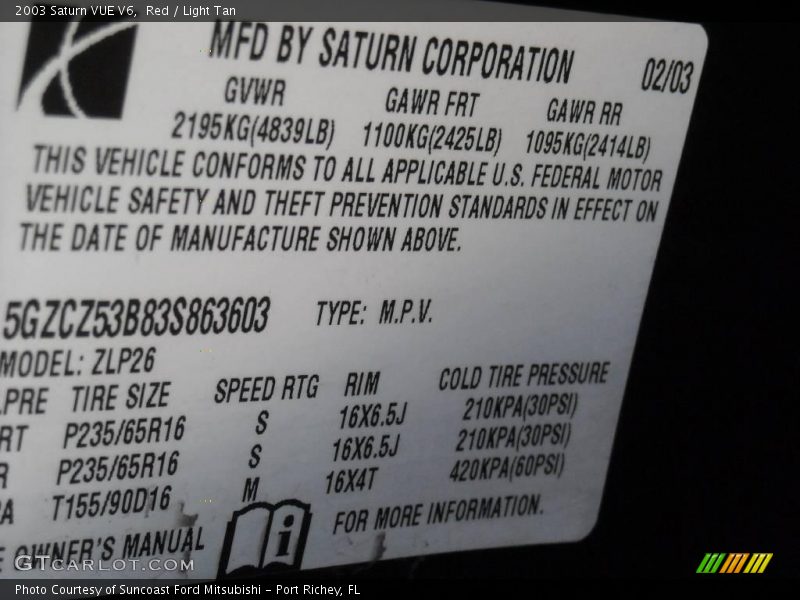 2003 Saturn VUE V6,  Red / Light Tan
MFD BY SATURN CORPORATION 02/03
GVWR GAWR FRT GAWR RR
2195KG(4839LB) 1100KG(2425LB) 1095KG(2414LB)
THIS VEHICLE CONFORMS TO ALL APPLICABLE U.S. FEDERAL MOTOR
VEHICLE SAFETY AND THEFT PREVENTION STANDARDS IN EFFECT ON
THE DATE OF MANUFACTURE SHOWN ABOVE.
5GZCZ53B83S863603 TYPE: M.P.V.
MODEL: ZLP26
LPRE TIRE SIZE SPEED RTG RIM COLD TIRE PRESSURE
RT P235/65R16 S 16X6.5J 210KPA(30PSI)
R P235/65R16 S 16X6.5J 210KPA(30PSI)
A T155/90D16 M 16X4T 420KPA(60PSI)
E OWNER'S MANUAL i FOR MORE INFORMATION.
GTcarLot.com
Photo Courtesy of Suncoast Ford Mitsubishi – Port Richey, FL